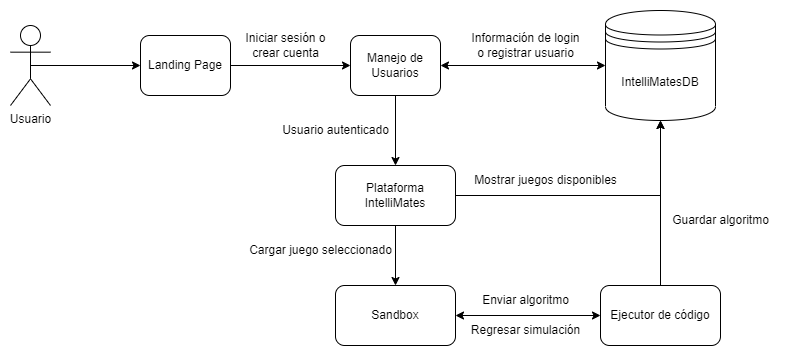 Iniciar sesión o
crear cuenta
Información de login
o registrar usuario
Landing Page
Manejo de
Usuarios
IntelliMatesDB
Usuario
Usuario autenticado
Plataforma
IntelliMates
Mostrar juegos disponibles
Guardar algoritmo
Cargar juego seleccionado
Sandbox
Enviar algoritmo
Regresar simulación
Ejecutor de código